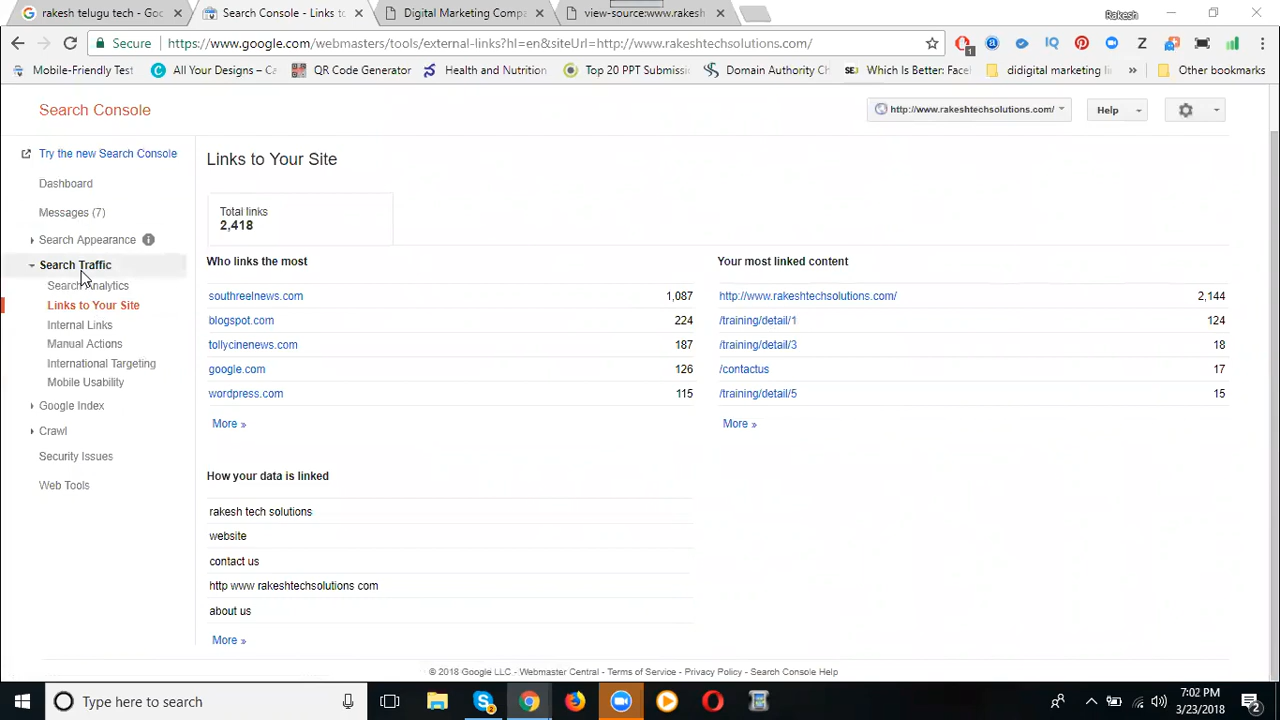 rakesh telugu tech - Goo
Search Console - Links to
Digital Marketing Compa
view-source:www.rakesh
Rakesh
Secure
https://www.google.com/webmasters/tools/external-links?hl=en&siteUrl=http://www.rakeshtechsolutions.com/
Mobile-Friendly Test
All Your Designs – Ca
QR Code Generator
Health and Nutrition
Top 20 PPT Submissi
Domain Authority Ch
Which Is Better: Face
didigital marketing
»
Other bookmarks
Search Console
http://www.rakeshtechsolutions.com/
Help
Try the new Search Console
Dashboard
Messages (7)
Search Appearance
Search Traffic
Search Analytics
Links to Your Site
Internal Links
Manual Actions
International Targeting
Mobile Usability
Google Index
Crawl
Security Issues
Web Tools
Links to Your Site
Total links
2,418
Who links the most
southreelnews.com 1,087
blogspot.com 224
tollycinenews.com 187
google.com 126
wordpress.com 115
More »
Your most linked content
http://www.rakeshtechsolutions.com/ 2,144
/training/detail/1 124
/training/detail/3 18
/contactus 17
/training/detail/5 15
More »
How your data is linked
rakesh tech solutions
website
contact us
http www rakeshtechsolutions com
about us
More »
© 2018 Google LLC - Webmaster Central - Terms of Service - Privacy Policy - Search Console Help
Type here to search
7:02 PM
3/23/2018